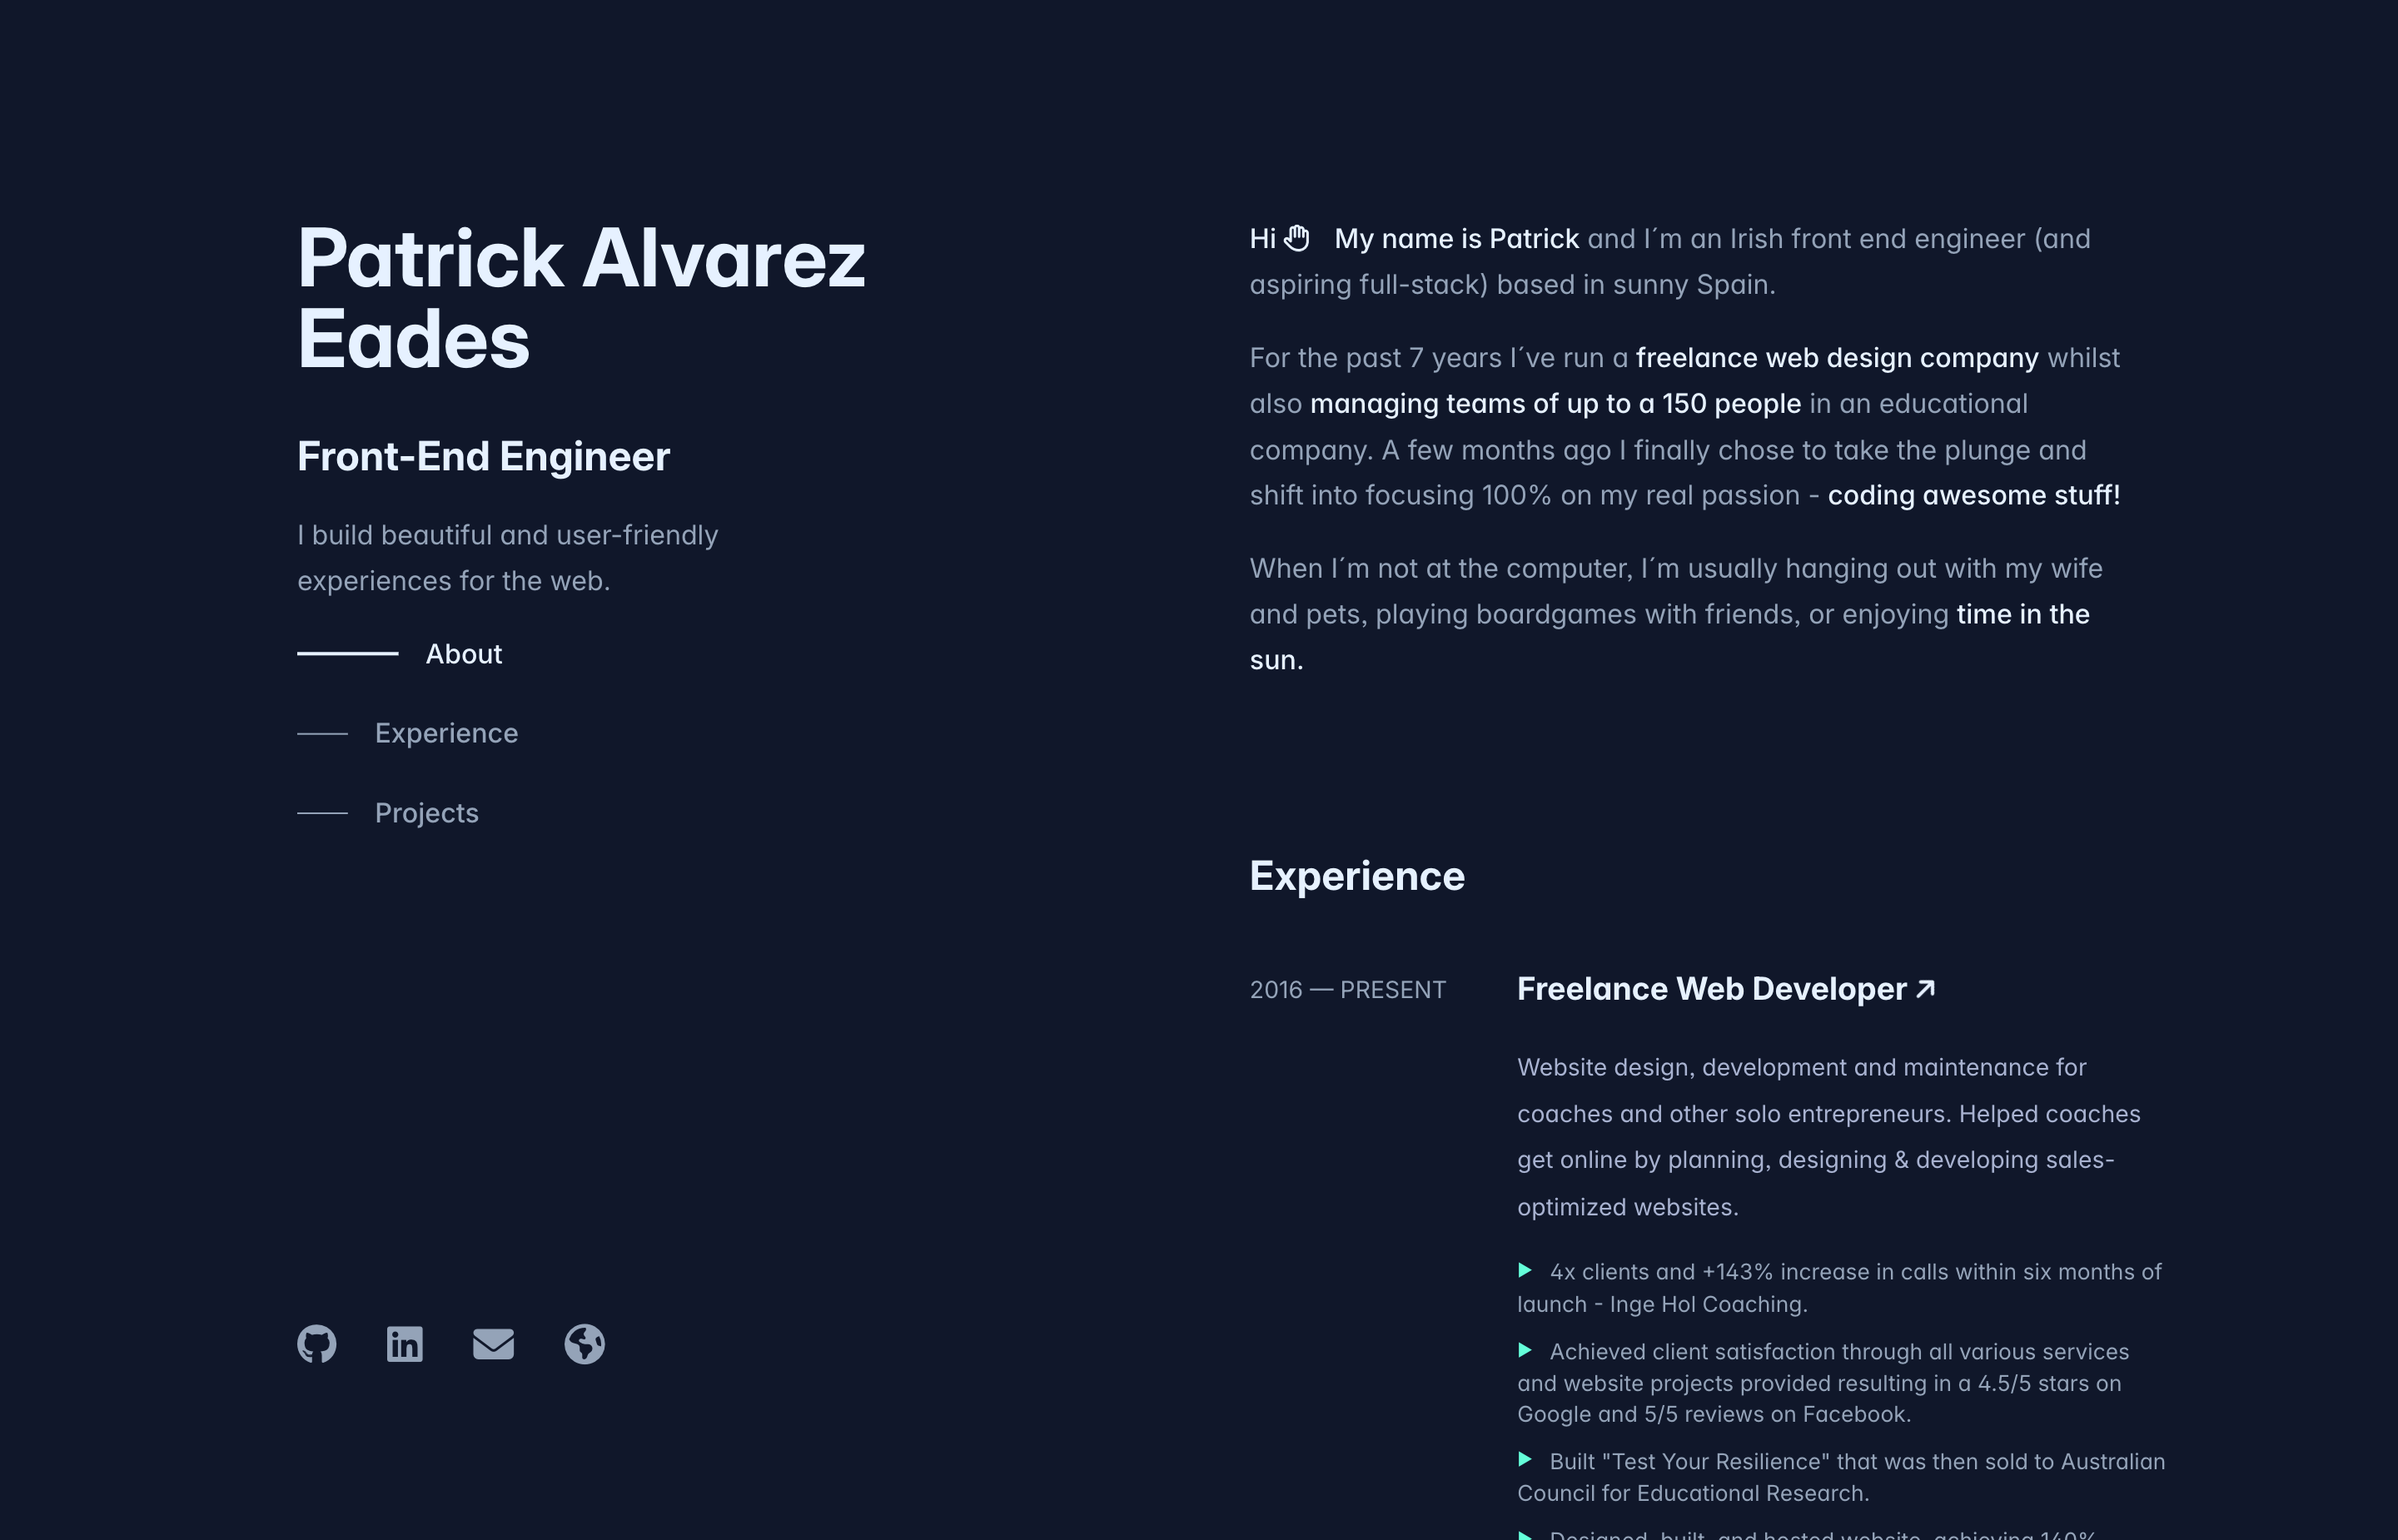 Patrick Alvarez
Eades
Front-End Engineer
I build beautiful and user-friendly
experiences for the web.
About
Experience
Projects
Hi My name is Patrick and I´m an Irish front end engineer (and
aspiring full-stack) based in sunny Spain.
For the past 7 years I´ve run a freelance web design company whilst
also managing teams of up to a 150 people in an educational
company. A few months ago I finally chose to take the plunge and
shift into focusing 100% on my real passion - coding awesome stuff!
When I´m not at the computer, I´m usually hanging out with my wife
and pets, playing boardgames with friends, or enjoying time in the
sun.
Experience
2016 — PRESENT
Freelance Web Developer
Website design, development and maintenance for
coaches and other solo entrepreneurs. Helped coaches
get online by planning, designing & developing sales-
optimized websites.
4x clients and +143% increase in calls within six months of
launch - Inge Hol Coaching.
Achieved client satisfaction through all various services
and website projects provided resulting in a 4.5/5 stars on
Google and 5/5 reviews on Facebook.
Built "Test Your Resilience" that was then sold to Australian
Council for Educational Research.
Designed, built, and hosted website, achieving 140%